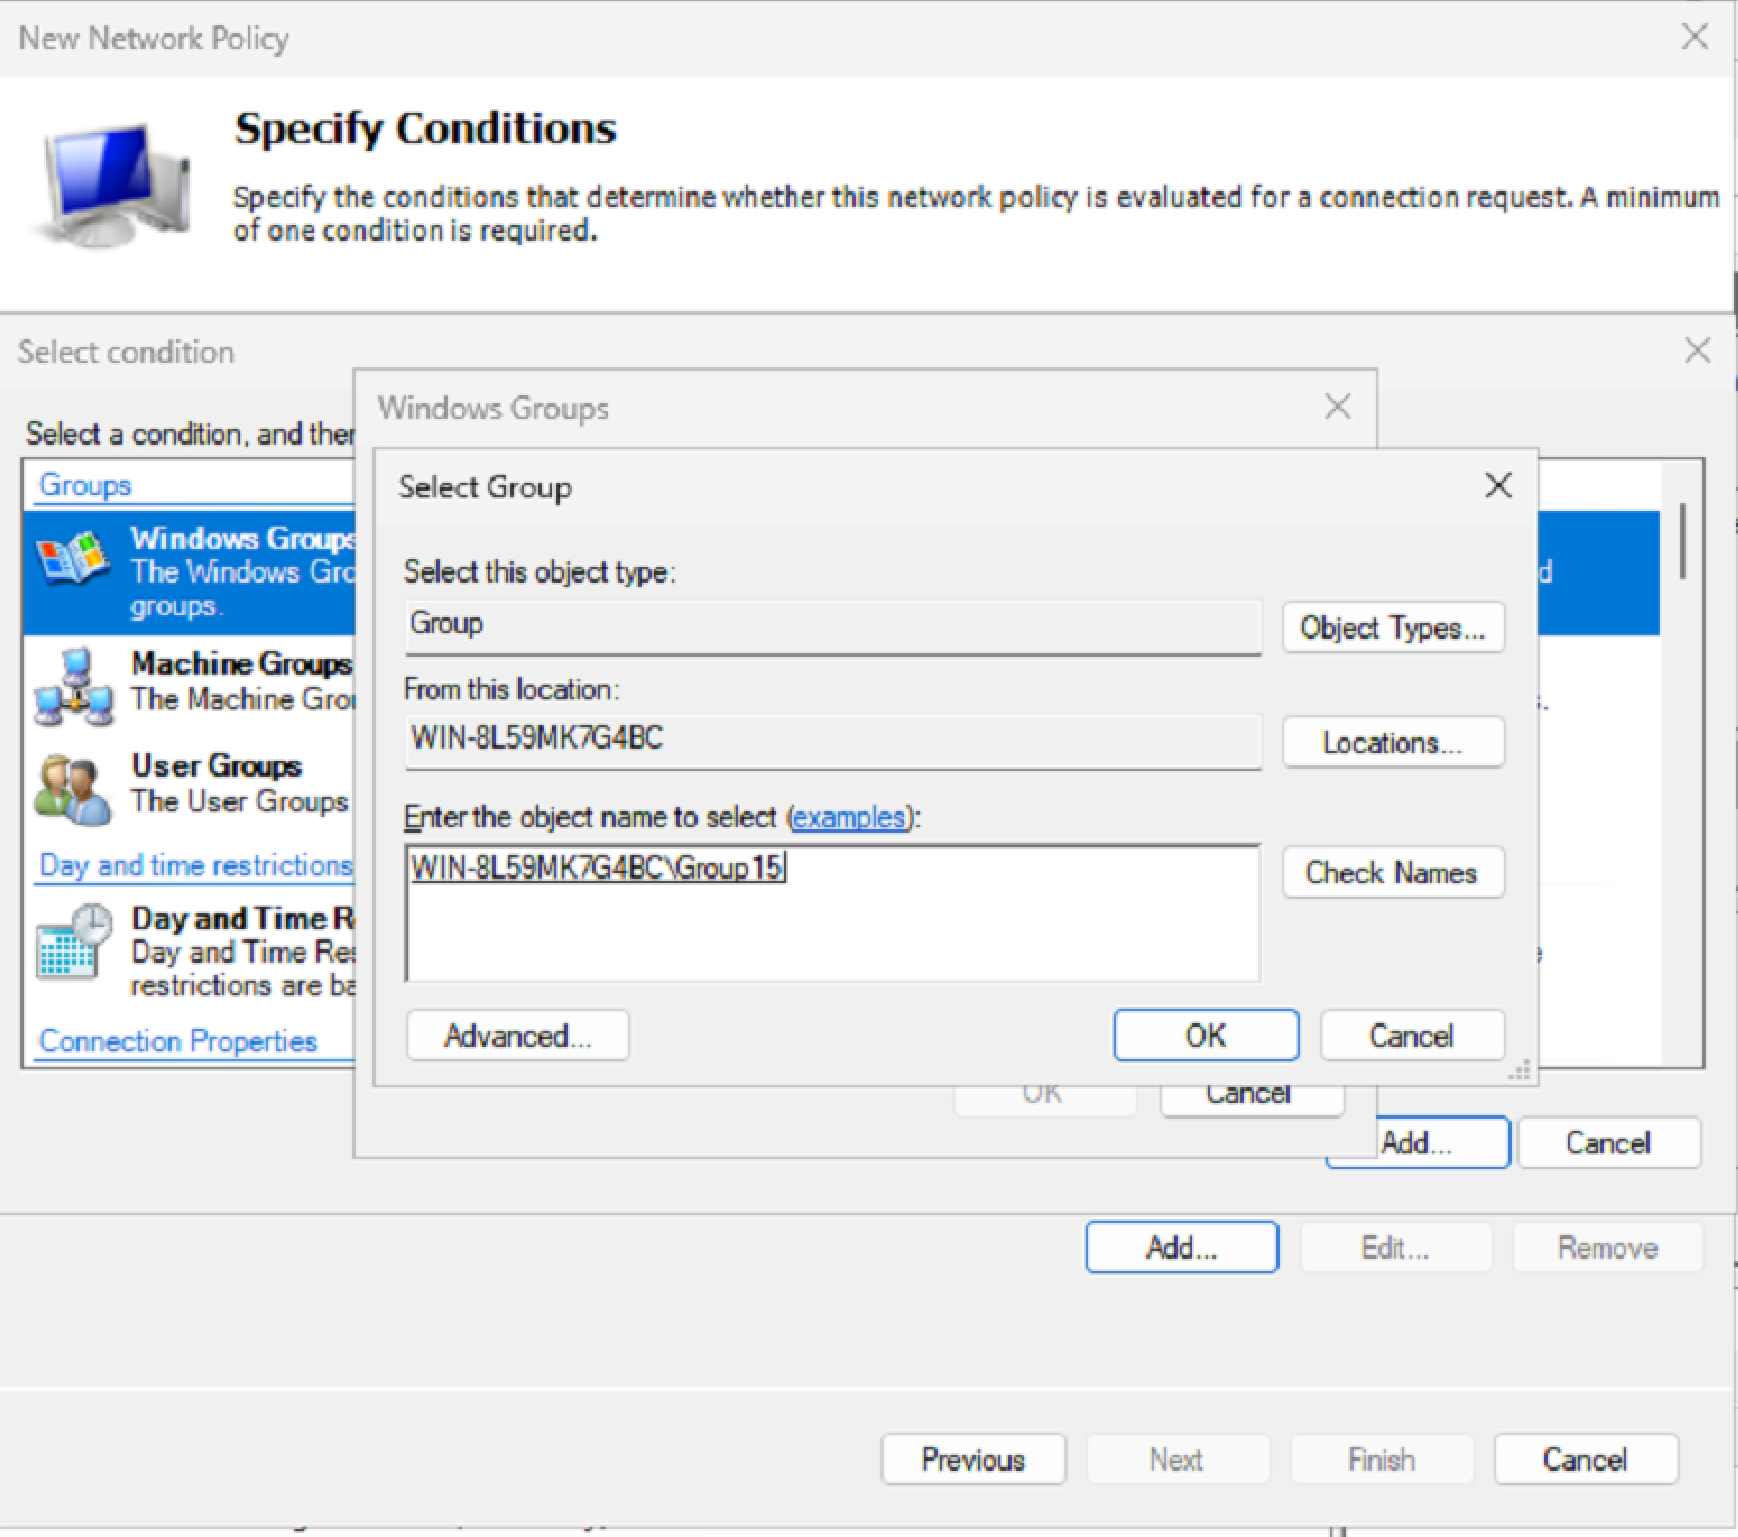 New Network Policy
Specify Conditions
Specify the conditions that determine whether this network policy is evaluated for a connection request. A minimum
of one condition is required.
Select condition
Select a condition, and then
Windows Groups
Groups
Select Group
Windows Groups
The Windows Gro
groups.
d
Select this object type:
Group
Object Types...
Machine Groups
The Machine Grou
From this location:
WIN-8L59MK7G4BC
Locations...
User Groups
The User Groups
Enter the object name to select (examples):
WIN-8L59MK7G4BC\Group15
Check Names
Day and time restrictions
Day and Time R
Day and Time Res
restrictions are ba
Connection Properties
Advanced...
OK
Cancel
OK
Cancel
Add...
Cancel
Add...
Edit...
Remove
Previous
Next
Finish
Cancel